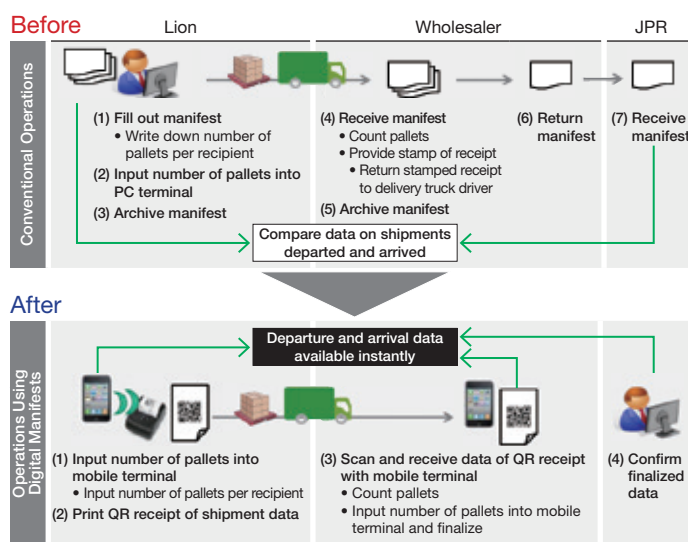 Before
Lion
Wholesaler
JPR
Conventional Operations
(1) Fill out manifest
• Write down number of
pallets per recipient
(2) Input number of pallets into
PC terminal
(3) Archive manifest
(4) Receive manifest
• Count pallets
• Provide stamp of receipt
• Return stamped receipt
to delivery truck driver
(5) Archive manifest
(6) Return
manifest
(7) Receive
manifest
Compare data on shipments
departed and arrived
After
Operations Using
Digital Manifests
Departure and arrival data
available instantly
(1) Input number of pallets into
mobile terminal
• Input number of pallets per recipient
(2) Print QR receipt of shipment data
(3) Scan and receive data of QR receipt
with mobile terminal
• Count pallets
• Input number of pallets into mobile
terminal and finalize
(4) Confirm
finalized
data